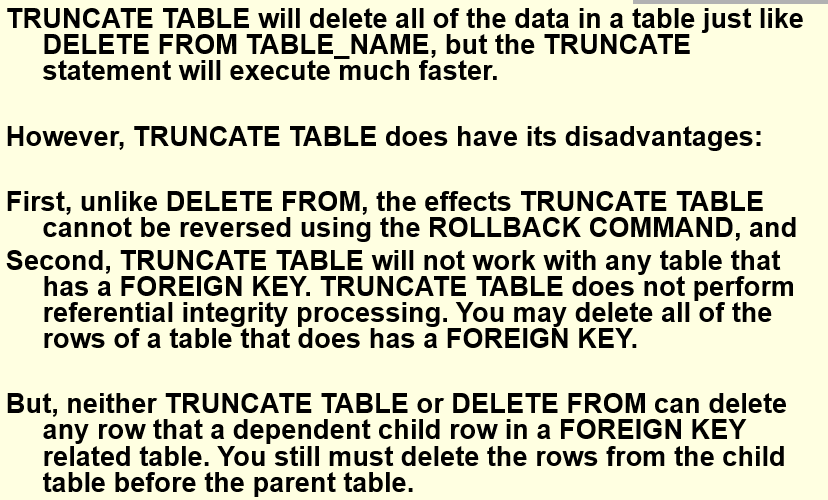 TRUNCATE TABLE will delete all of the data in a table just like
DELETE FROM TABLE_NAME, but the TRUNCATE
statement will execute much faster.
However, TRUNCATE TABLE does have its disadvantages:
First, unlike DELETE FROM, the effects TRUNCATE TABLE
cannot be reversed using the ROLLBACK COMMAND, and
Second, TRUNCATE TABLE will not work with any table that
has a FOREIGN KEY. TRUNCATE TABLE does not perform
referential integrity processing. You may delete all of the
rows of a table that does has a FOREIGN KEY.
But, neither TRUNCATE TABLE or DELETE FROM can delete
any row that a dependent child row in a FOREIGN KEY
related table. You still must delete the rows from the child
table before the parent table.